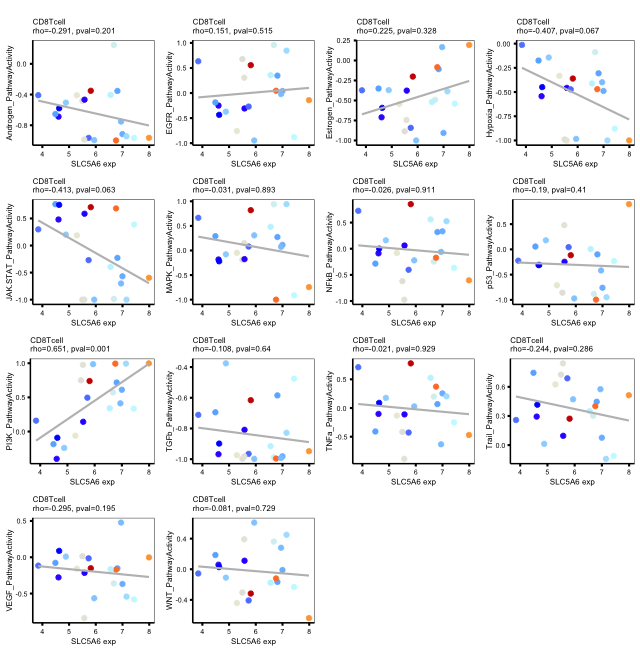 CD8Tcell
rho=-0.291, pval=0.201
Androgen_PathwayActivity
0.0
-0.4
-0.8
4 5 6 7 8
SLC5A6 exp
CD8Tcell
rho=0.151, pval=0.515
EGFR_PathwayActivity
1.0
0.5
0.0
-0.5
-1.0
4 5 6 7 8
SLC5A6 exp
CD8Tcell
rho=0.225, pval=0.328
Estrogen_PathwayActivity
0.25
0.00
-0.25
-0.50
-0.75
-1.00
4 5 6 7 8
SLC5A6 exp
CD8Tcell
rho=-0.407, pval=0.067
Hypoxia_PathwayActivity
0.00
-0.25
-0.50
-0.75
-1.00
4 5 6 7 8
SLC5A6 exp
CD8Tcell
rho=-0.413, pval=0.063
JAK.STAT_PathwayActivity
0.5
0.0
-0.5
-1.0
4 5 6 7 8
SLC5A6 exp
CD8Tcell
rho=-0.031, pval=0.893
MAPK_PathwayActivity
1.0
0.5
0.0
-0.5
-1.0
4 5 6 7 8
SLC5A6 exp
CD8Tcell
rho=-0.026, pval=0.911
NFkB_PathwayActivity
0.5
0.0
-0.5
-1.0
4 5 6 7 8
SLC5A6 exp
CD8Tcell
rho=-0.19, pval=0.41
p53_PathwayActivity
0.5
0.0
-0.5
-1.0
4 5 6 7 8
SLC5A6 exp
CD8Tcell
rho=0.651, pval=0.001
PI3K_PathwayActivity
1.0
0.5
0.0
4 5 6 7 8
SLC5A6 exp
CD8Tcell
rho=-0.108, pval=0.64
TGFb_PathwayActivity
-0.4
-0.6
-0.8
-1.0
4 5 6 7 8
SLC5A6 exp
CD8Tcell
rho=-0.021, pval=0.929
TNFa_PathwayActivity
0.5
0.0
-0.5
4 5 6 7 8
SLC5A6 exp
CD8Tcell
rho=-0.244, pval=0.286
Trail_PathwayActivity
0.6
0.3
0.0
4 5 6 7 8
SLC5A6 exp
CD8Tcell
rho=-0.295, pval=0.195
VEGF_PathwayActivity
0.5
0.0
-0.5
4 5 6 7 8
SLC5A6 exp
CD8Tcell
rho=-0.081, pval=0.729
WNT_PathwayActivity
0.4
0.0
-0.4
4 5 6 7 8
SLC5A6 exp